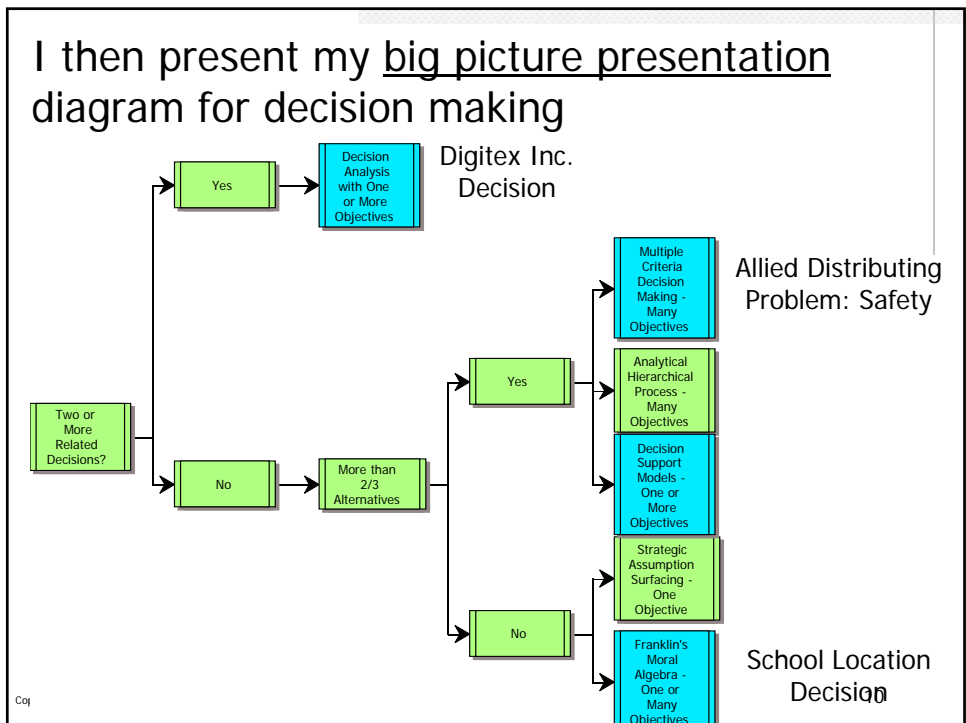 I then present my big picture presentation
diagram for decision making
Yes
Decision
Analysis
with One
or More
Objectives
Digitex Inc.
Decision
Multiple
Criteria
Decision
Making -
Many
Objectives
Allied Distributing
Problem: Safety
Yes
Analytical
Hierarchical
Process -
Many
Objectives
Two or
More
Related
Decisions?
No
More than
2/3
Alternatives
Decision
Support
Models -
One or
More
Objectives
Strategic
Assumption
Surfacing -
One
Objective
No
Franklin's
Moral
Algebra -
One or
Many
Objectives
School Location
Decision
10